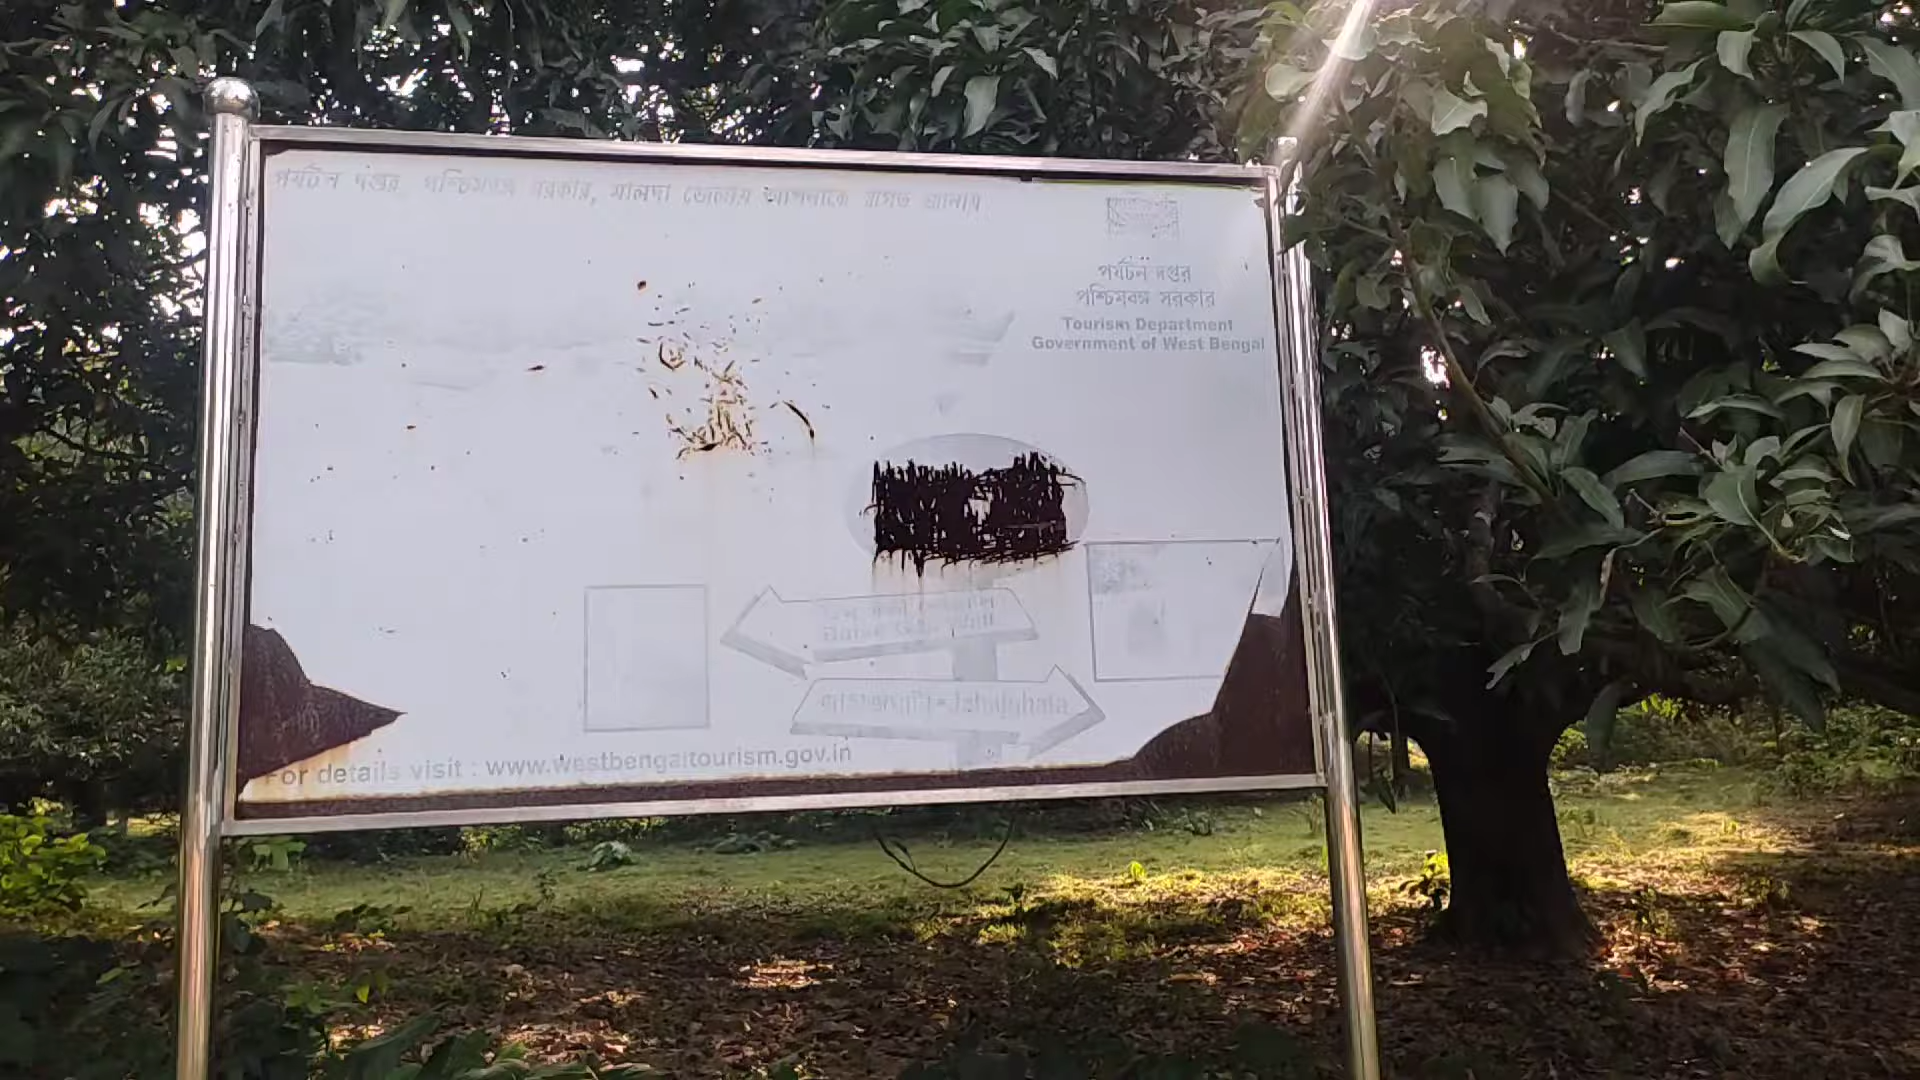 পর্যটন দপ্তর পশ্চিমবঙ্গ সরকার, মালদা জেলায় আপনাকে স্বাগত জানায়
পর্যটন দপ্তর
পশ্চিমবঙ্গ সরকার
Tourism Department
Government of West Bengal
Jahajghata
For details visit : www.westbengaltourism.gov.in